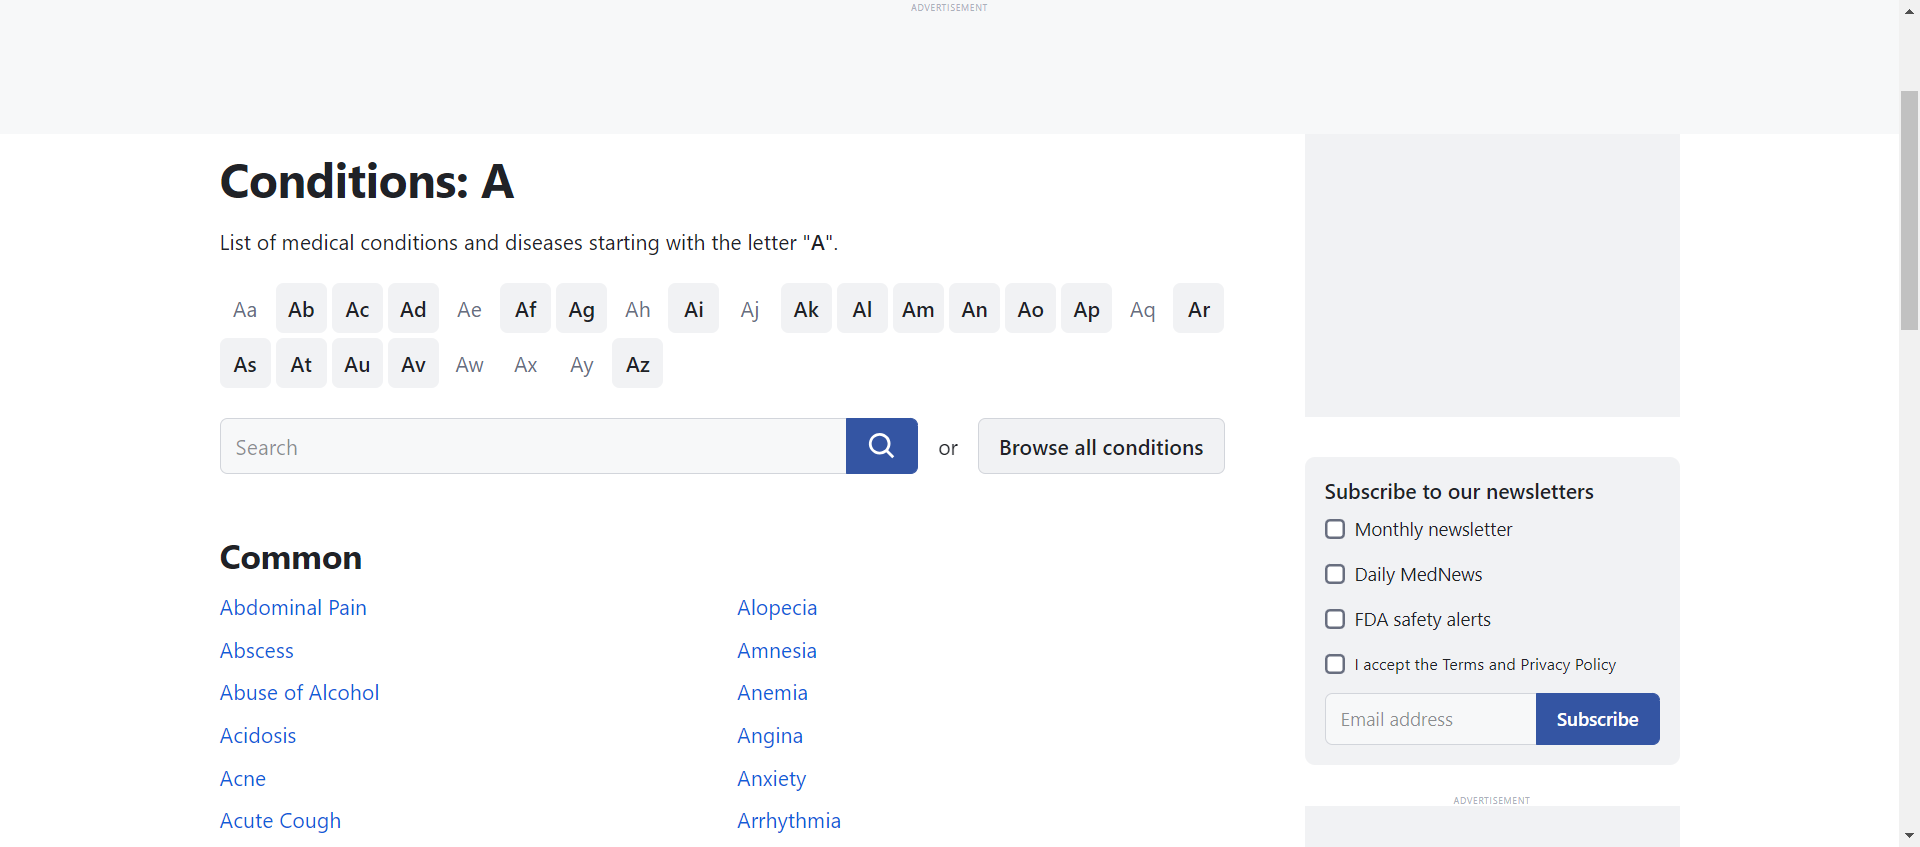 ADVERTISEMENT
Conditions: A
List of medical conditions and diseases starting with the letter "A".
Aa Ab Ac Ad Ae Af Ag Ah Ai Aj Ak Al Am An Ao Ap Aq Ar
As At Au Av Aw Ax Ay Az
Search or Browse all conditions
Common
Abdominal Pain
Abscess
Abuse of Alcohol
Acidosis
Acne
Acute Cough
Alopecia
Amnesia
Anemia
Angina
Anxiety
Arrhythmia
Subscribe to our newsletters
Monthly newsletter
Daily MedNews
FDA safety alerts
I accept the Terms and Privacy Policy
Email address Subscribe
ADVERTISEMENT